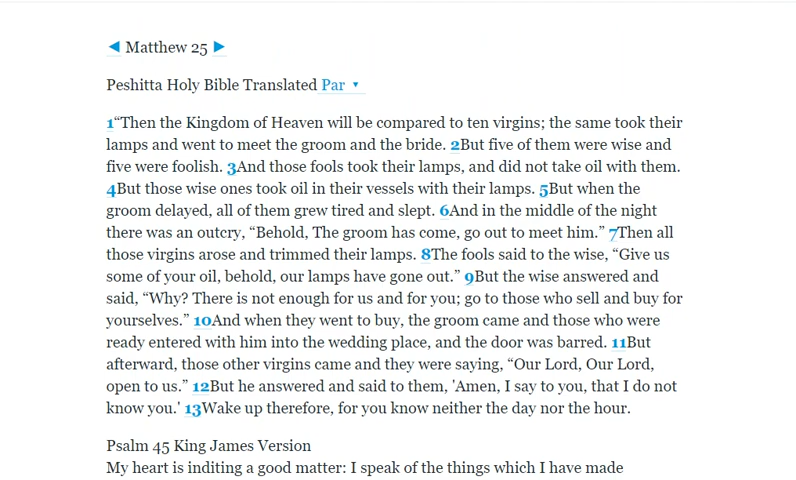 ◀ Matthew 25 ▶
Peshitta Holy Bible Translated Par ▾
1“Then the Kingdom of Heaven will be compared to ten virgins; the same took their
lamps and went to meet the groom and the bride. 2But five of them were wise and
five were foolish. 3And those fools took their lamps, and did not take oil with them.
4But those wise ones took oil in their vessels with their lamps. 5But when the
groom delayed, all of them grew tired and slept. 6And in the middle of the night
there was an outcry, “Behold, The groom has come, go out to meet him.” 7Then all
those virgins arose and trimmed their lamps. 8The fools said to the wise, “Give us
some of your oil, behold, our lamps have gone out.” 9But the wise answered and
said, “Why? There is not enough for us and for you; go to those who sell and buy for
yourselves.” 10And when they went to buy, the groom came and those who were
ready entered with him into the wedding place, and the door was barred. 11But
afterward, those other virgins came and they were saying, “Our Lord, Our Lord,
open to us.” 12But he answered and said to them, 'Amen, I say to you, that I do not
know you.' 13Wake up therefore, for you know neither the day nor the hour.
Psalm 45 King James Version
My heart is inditing a good matter: I speak of the things which I have made